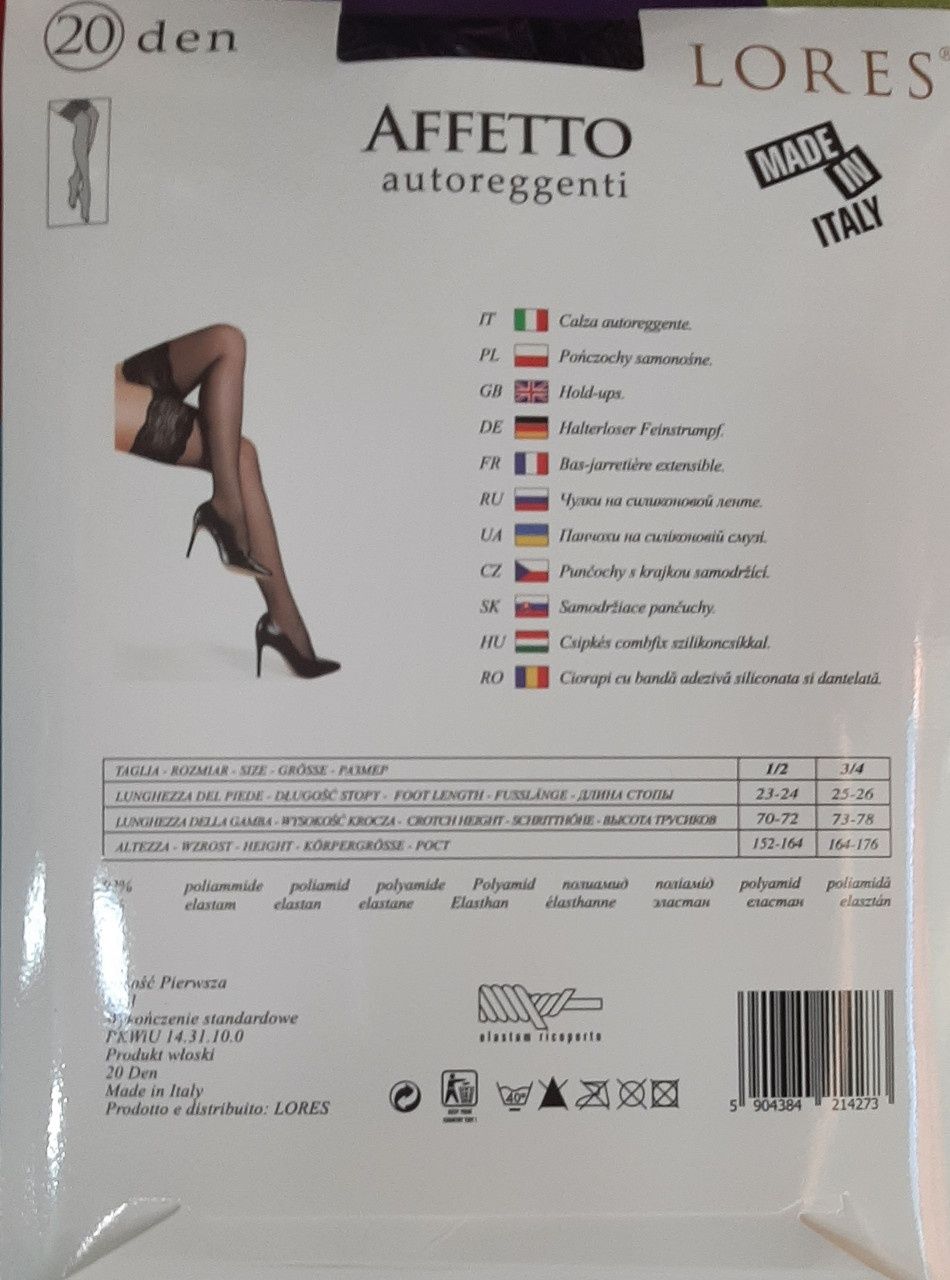 20 den
LORES®
AFFETTO
autoreggenti
MADE
IN
ITALY
IT Calza autoreggente.
PL Pończochy samonośne.
GB Hold-ups.
DE Halterloser Feinstrumpf.
FR Bas-jarretière extensible.
RU Чулки на силиконовой ленте.
UA Панчохи на силіконовій смузі.
CZ Punčochy s krajkou samodržící.
SK Samodržiace pančuchy.
HU Csipkés combfix szilikoncsíkkal.
RO Ciorapi cu bandă adezivă siliconata si dantelată.
TAGLIA - ROZMIAR - SIZE - GRÖSSE - РАЗМЕР 1/2 3/4
LUNGHEZZA DEL PIEDE - DŁUGOŚĆ STOPY - FOOT LENGTH - FUSSLÄNGE - ДЛИНА СТОПЫ 23-24 25-26
LUNGHEZZA DELLA GAMBA - WYSOKOŚĆ KROCZA - CROTCH HEIGHT - SCHRITTHÖHE - ВЫСОТА ТРУСИКОВ 70-72 73-78
ALTEZZA - WZROST - HEIGHT - KÖRPERGRÖSSE - РОСТ 152-164 164-176
poliammide poliamid polyamide Polyamid полиамид поліамід polyamid poliamidă
elastam elastan elastane Elasthan élasthanne эластан еластан elasztán
Pierwsza
Wykończenie standardowe
PKWiU 14.31.10.0
Produkt włoski
20 Den
Made in Italy
Prodotto e distribuito: LORES
elastam ricoperto
40°
5 904384 214273